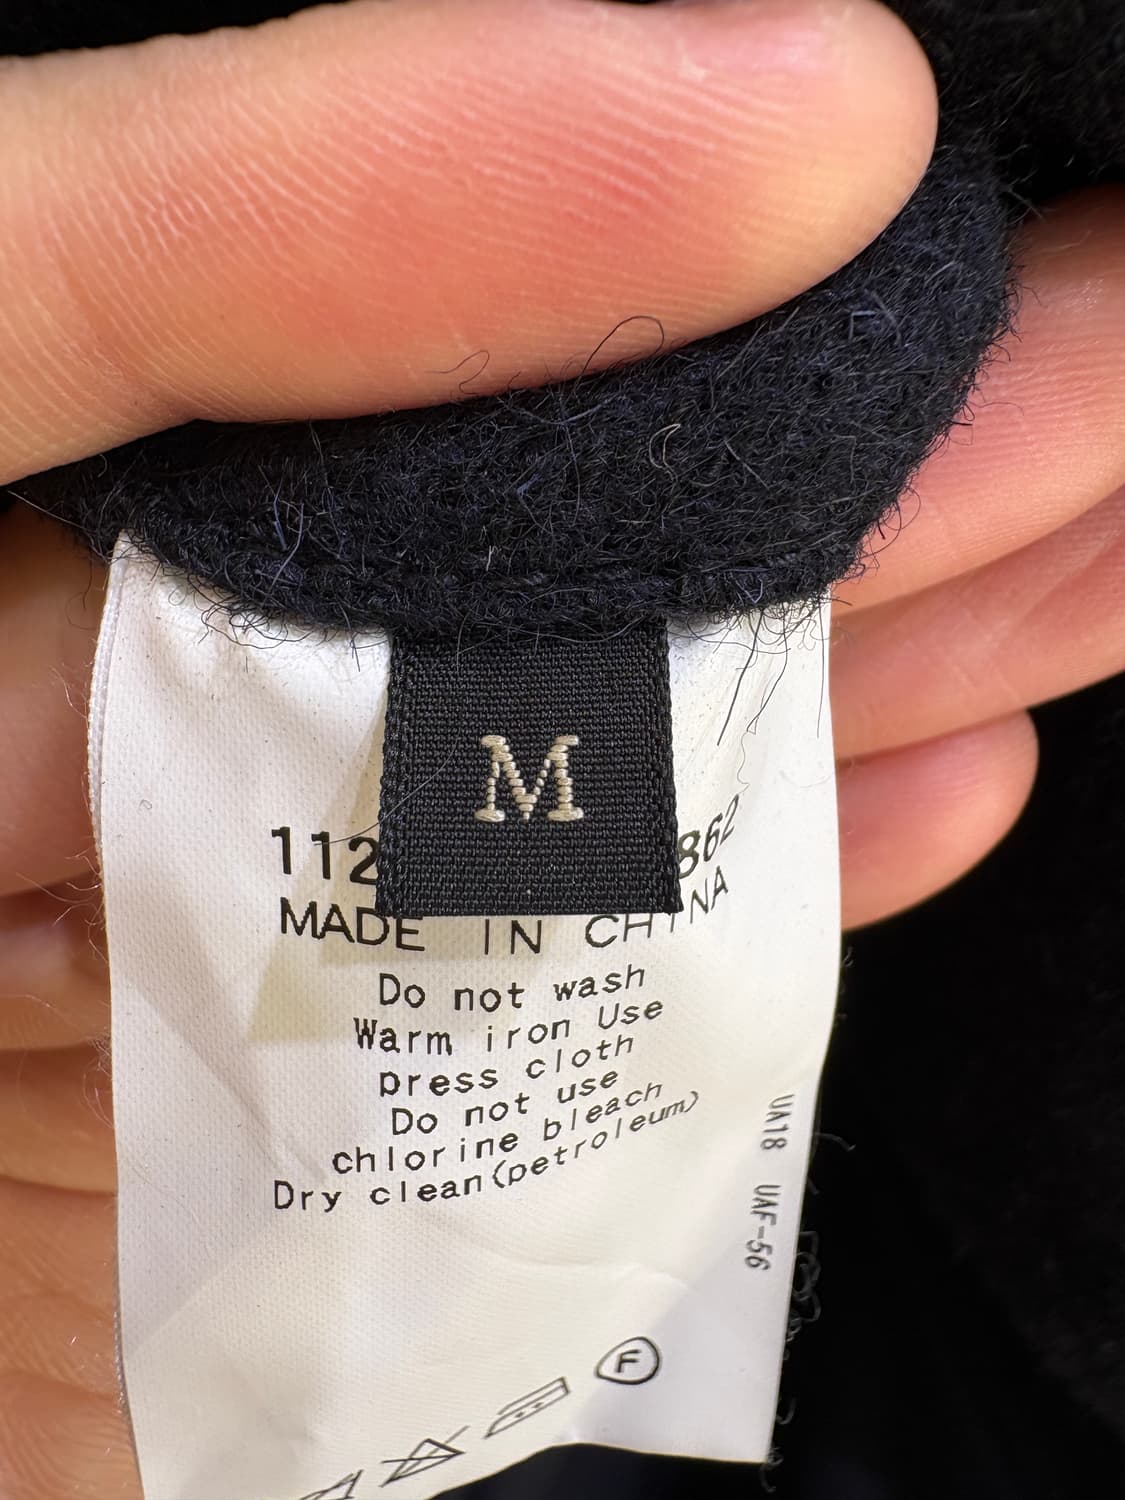 M
112 862
MADE IN CHINA
Do not wash
Warm iron Use
press cloth
Do not use
chlorine bleach
Dry clean(petroleum)
UA18 UAF-56
F